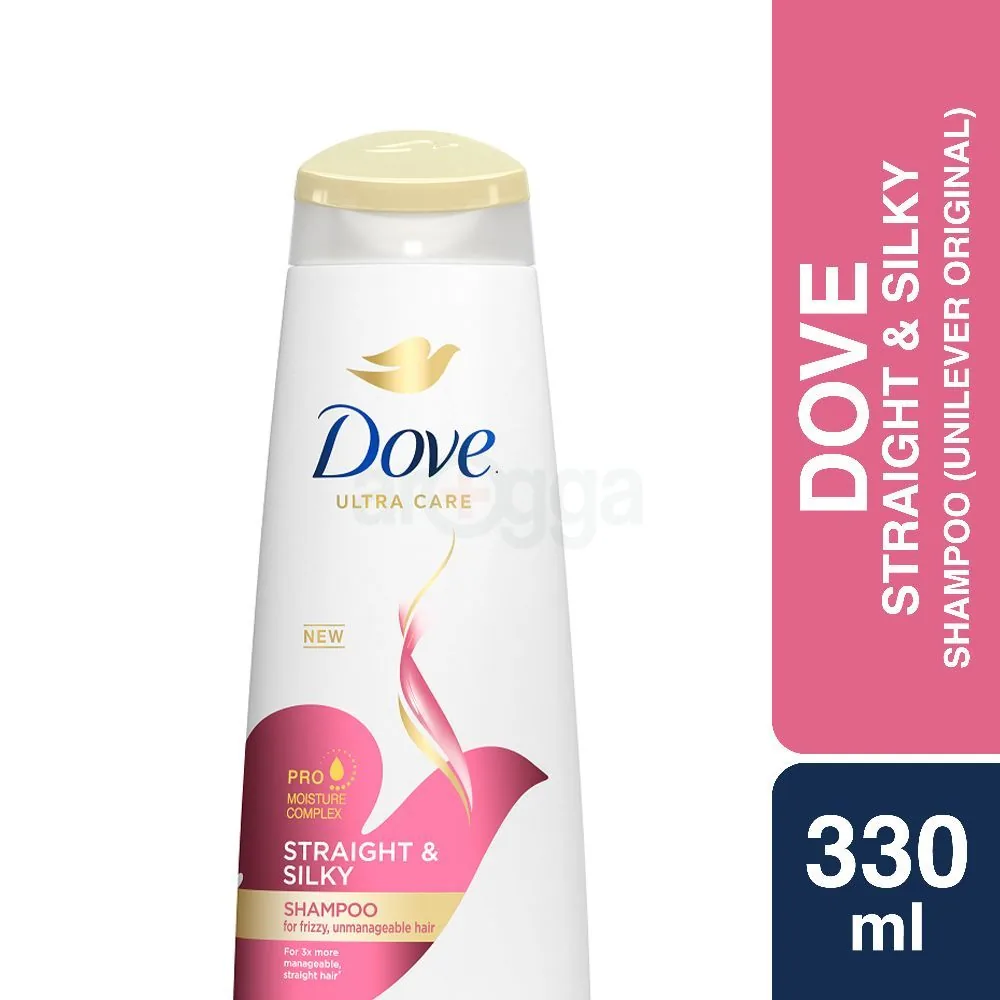 Dove
ULTRA CARE
arogga
NEW
PRO
MOISTURE
COMPLEX
STRAIGHT &
SILKY
SHAMPOO
for frizzy, unmanageable hair
For 3x more
manageable,
straight hair*
DOVE
STRAIGHT & SILKY
SHAMPOO (UNILEVER ORIGINAL)
330
ml